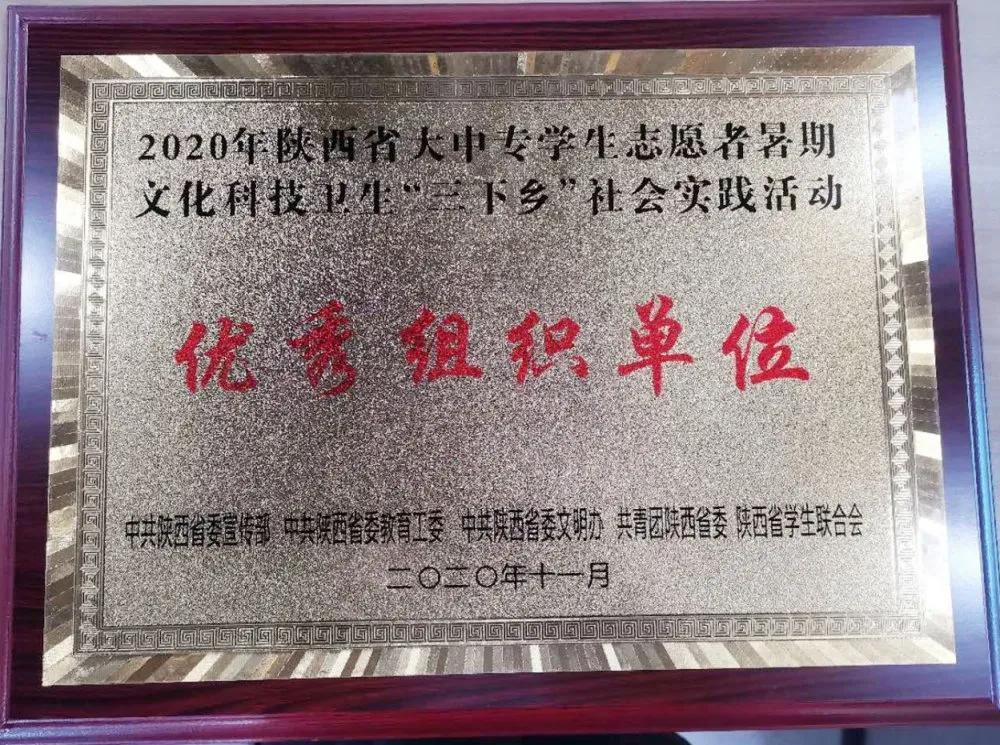 2020年陕西省大中专学生志愿者暑期
文化科技卫生“三下乡”社会实践活动
优秀组织单位
中共陕西省委宣传部 中共陕西省委教育工委 中共陕西省委文明办 共青团陕西省委 陕西省学生联合会
二〇二〇年十一月